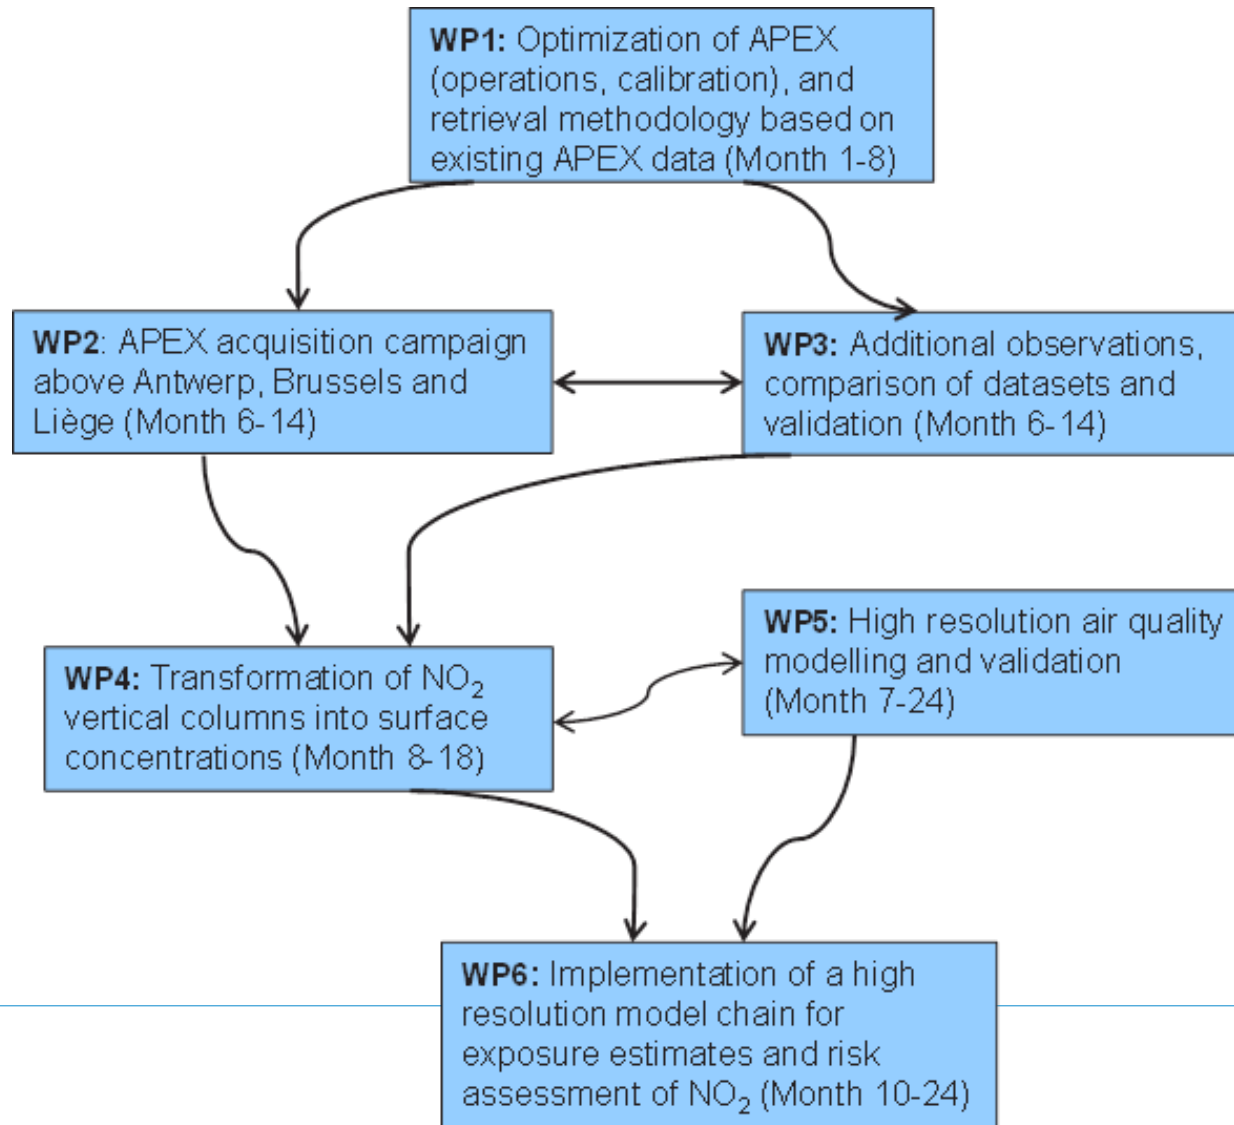 WP1: Optimization of APEX
(operations, calibration), and
retrieval methodology based on
existing APEX data (Month 1-8)
WP2: APEX acquisition campaign
above Antwerp, Brussels and
Liège (Month 6-14)
WP3: Additional observations,
comparison of datasets and
validation (Month 6-14)
WP5: High resolution air quality
modelling and validation
(Month 7-24)
WP4: Transformation of NO₂
vertical columns into surface
concentrations (Month 8-18)
WP6: Implementation of a high
resolution model chain for
exposure estimates and risk
assessment of NO₂ (Month 10-24)